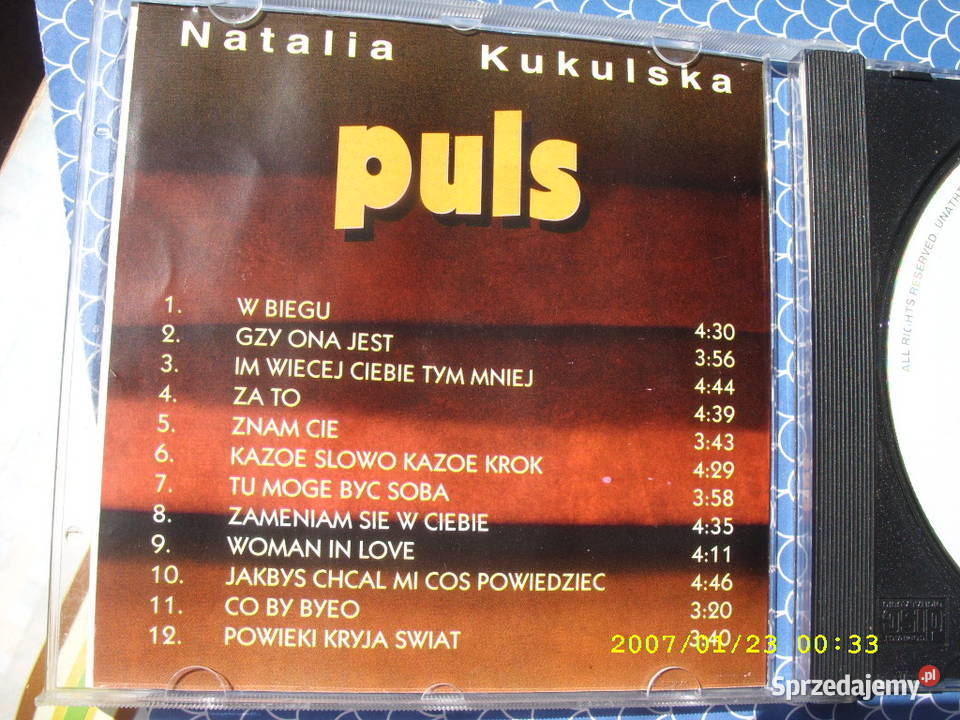 Natalia Kukulska
puls
1. W BIEGU 4:30
2. GZY ONA JEST 3:56
3. IM WIECEJ CIEBIE TYM MNIEJ 4:44
4. ZA TO 4:39
5. ZNAM CIE 3:43
6. KAZOE SLOWO KAZOE KROK 4:29
7. TU MOGE BYC SOBA 3:58
8. ZAMENIAM SIE W CIEBIE 4:35
9. WOMAN IN LOVE 4:11
10. JAKBYS CHCAL MI COS POWIEDZIEC 4:46
11. CO BY BYEO 3:20
12. POWIEKI KRYJA SWIAT 3:40
ALL RIGHTS RESERVED. UNATH
disc
2007/01/23 00:33
Sprzedajemy.pl